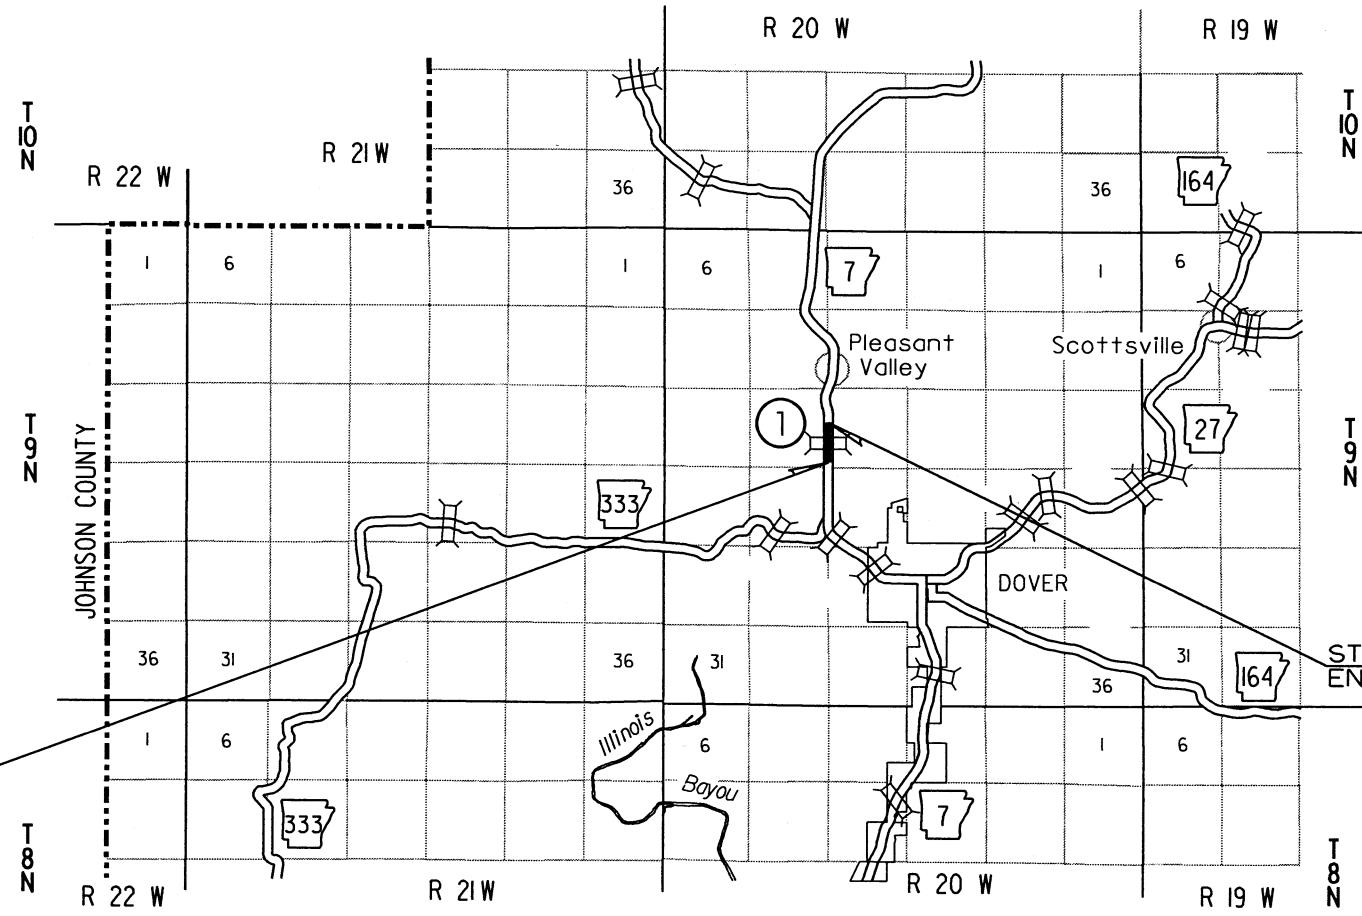 R 20 W
R 19 W
T
10
N
T
10
N
R 21 W
R 22 W
36
36
164
1
6
1
6
7
1
6
Pleasant
Valley
Scottsville
1
27
T
9
N
T
9
N
JOHNSON COUNTY
333
DOVER
36
31
36
31
31
36
164
ST
EN
1
6
Illinois
6
1
6
Bayou
7
333
T
8
N
T
8
N
R 22 W
R 21 W
R 20 W
R 19 W